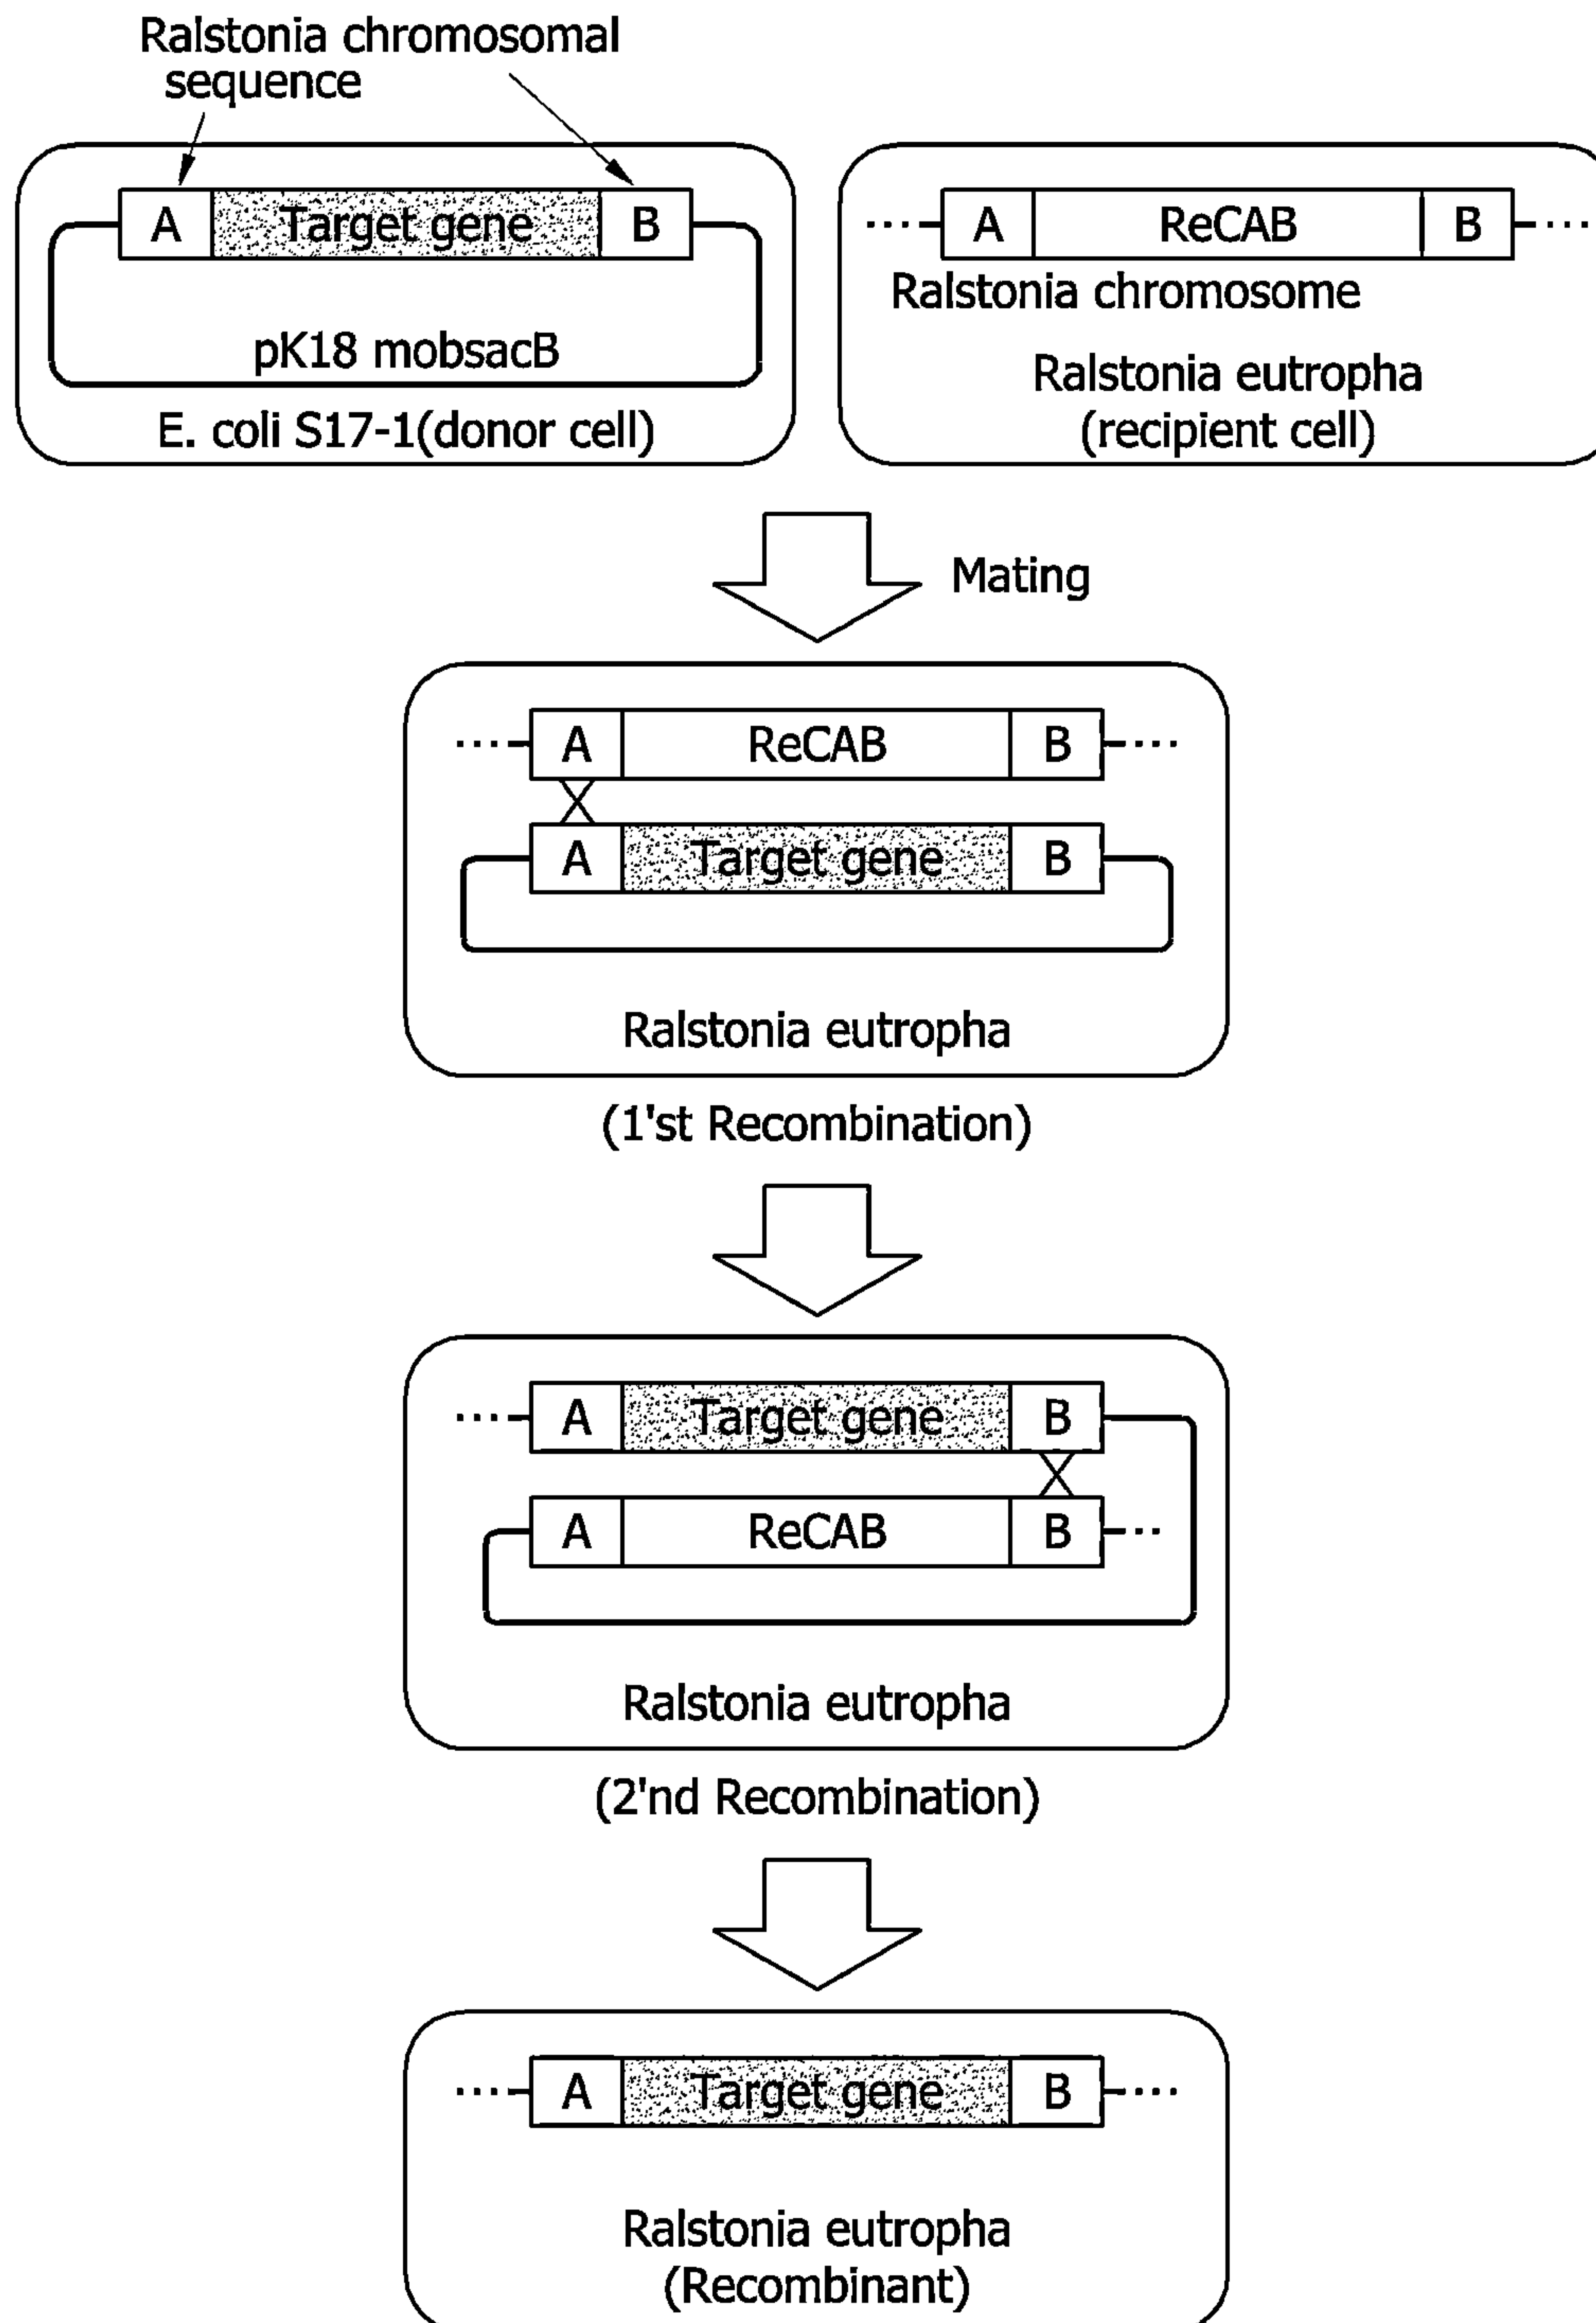 Ralstonia chromosomal
sequence
A Target gene B
pK18 mobsacB
E. coli S17-1(donor cell)
A ReCAB B
Ralstonia chromosome
Ralstonia eutropha
(recipient cell)
Mating
A ReCAB B
A Target gene B
Ralstonia eutropha
(1'st Recombination)
A Target gene B
A ReCAB B
Ralstonia eutropha
(2'nd Recombination)
A Target gene B
Ralstonia eutropha
(Recombinant)